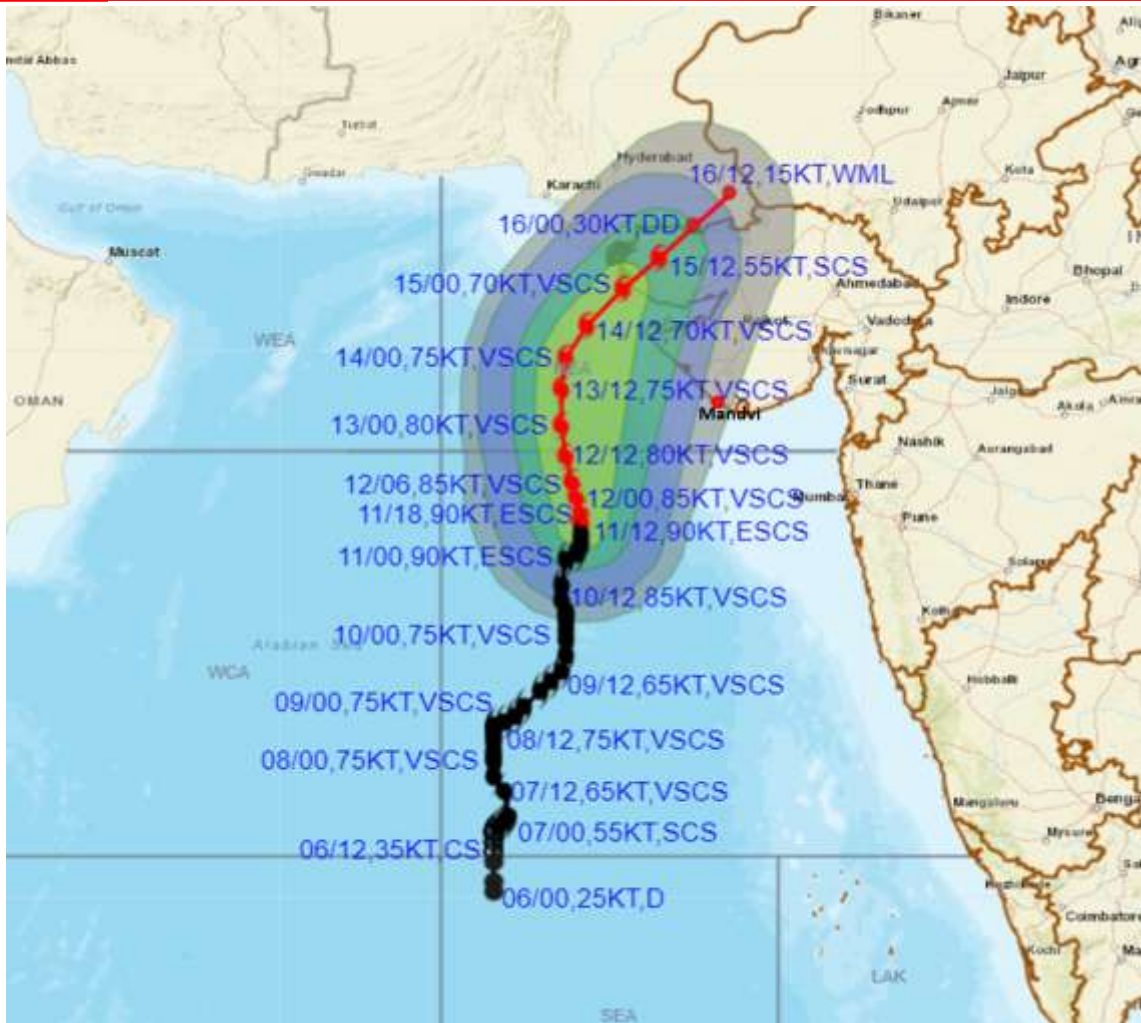 Bikaner
Jaipur
Ajmer
Jodhpur
Turbat
Hyderabad
Gwadar
Karachi
16/12,15KT,WML
Kota
Udaipur
Gulf of Oman
16/00,30KT,DD
Muscat
15/12,55KT,SCS
Bhopal
15/00,70KT,VSCS
Ahmedabad
Indore
Rajkot
Vadodara
14/12,70KT,VSCS
WEA
14/00,75KT,VSCS
Surat
13/12,75KT,VSCS
OMAN
Akola
Mandvi
13/00,80KT,VSCS
Nashik
Aurangabad
12/12,80KT,VSCS
12/06,85KT,VSCS
12/00,85KT,VSCS
Mumbai
Thane
11/18,90KT,ESCS
Pune
11/12,90KT,ESCS
11/00,90KT,ESCS
10/12,85KT,VSCS
10/00,75KT,VSCS
Arabian
WCA
09/12,65KT,VSCS
Hubballi
09/00,75KT,VSCS
08/12,75KT,VSCS
08/00,75KT,VSCS
07/12,65KT,VSCS
Mangaluru
07/00,55KT,SCS
Mysuru
06/12,35KT,CS
Kozhikode
06/00,25KT,D
Coimbatore
Kochi
LAK
SEA